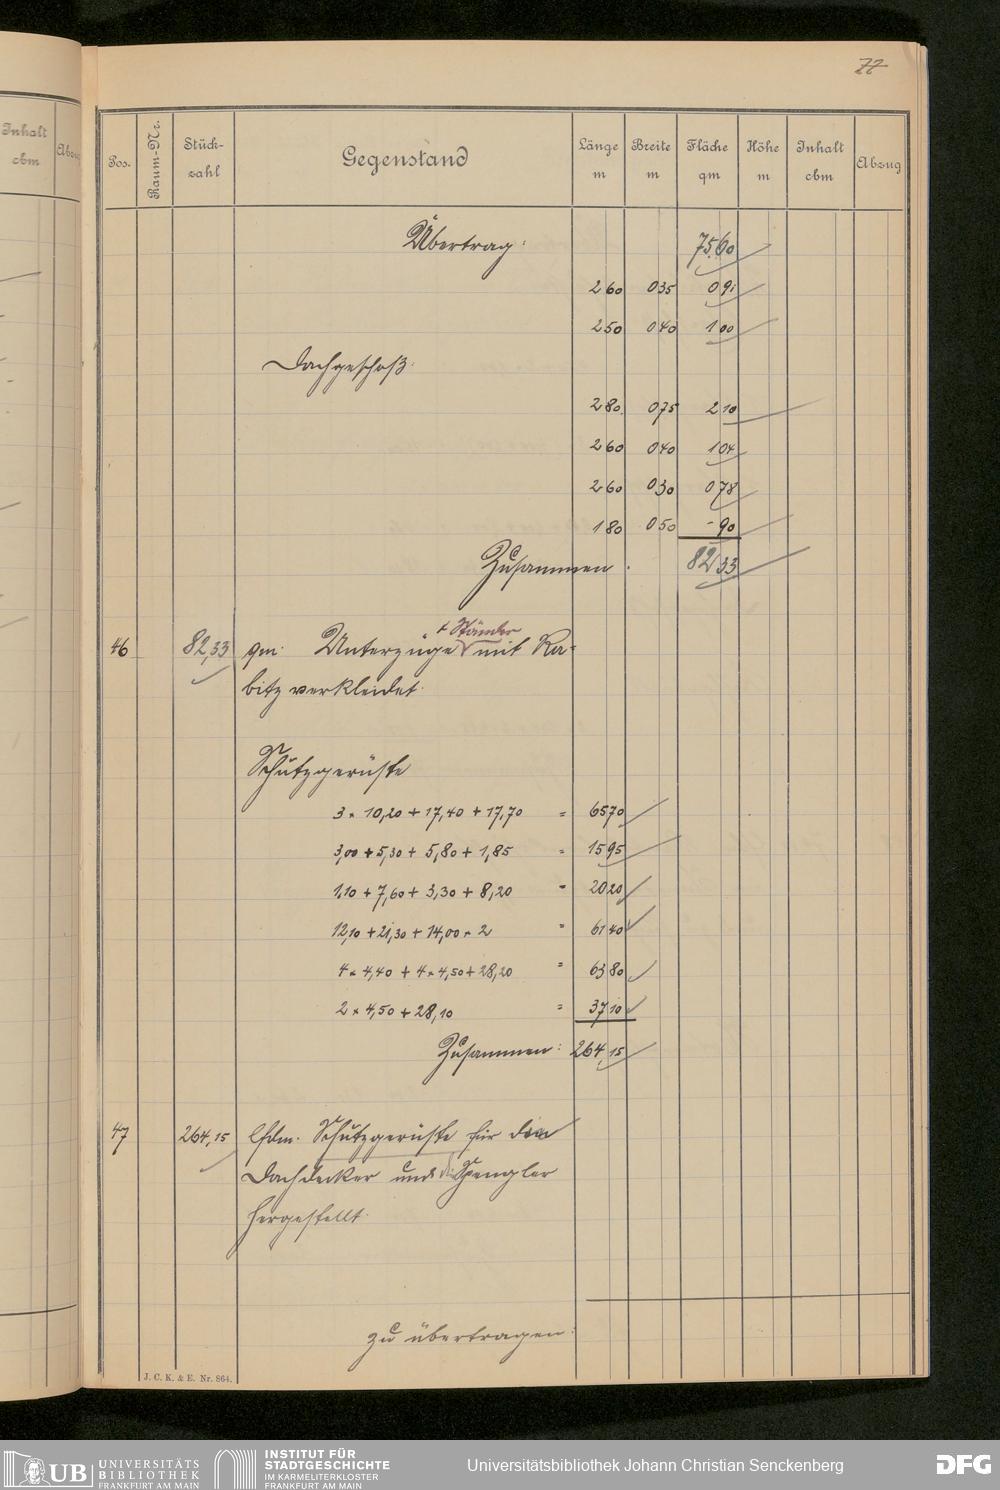 Inhalt
cbm
Abzug
77
Pos.
Raum-Nr.
Stück-
zahl
Gegenstand
Länge
m
Breite
m
Fläche
qm
Höhe
m
Inhalt
cbm
Abzug
Übertrag: 75,60
2 60 0 35 0 91
2 50 0 40 1 00
Dachgeschoß:
2 80 0 75 2 10
2 60 0 40 1 04
2 60 0 30 0 78
1 80 0 50 - 90
Zusammen : 82 33
+ Ständer
46 82,33 qm. Unterzüge mit Ra=
bitz verkleidet.
Schutzgerüste
3 × 10,20 + 17,40 + 17,70 = 65 70
3,00 + 5,30 + 5,80 + 1,85 = 15 95
1,10 + 7,60 + 3,30 + 8,20 = 20 20
12,10 + 21,30 + 14,00 × 2 = 61 40
4 × 4,40 + 4 × 4,50 + 28,20 = 63 80
2 × 4,50 + 28,10 = 37 10
Zusammen: 264,15
47 264,15 lfdm. Schutzgerüste für den
Dachdecker und die Spengler
hergestellt.
zu übertragen:
J. C. K. & E. Nr. 864.
UB UNIVERSITÄTS
BIBLIOTHEK
FRANKFURT AM MAIN
INSTITUT FÜR
STADTGESCHICHTE
IM KARMELITERKLOSTER
FRANKFURT AM MAIN
Universitätsbibliothek Johann Christian Senckenberg
DFG